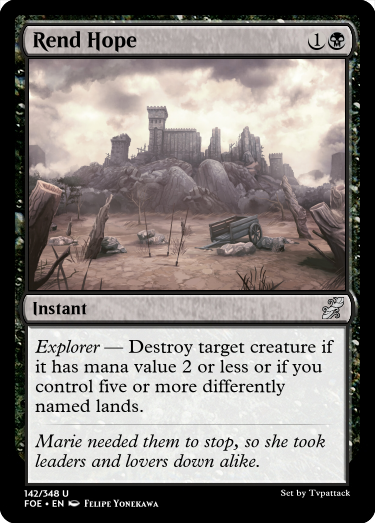 Rend Hope 1
Instant
Explorer — Destroy target creature if
it has mana value 2 or less or if you
control five or more differently
named lands.
Marie needed them to stop, so she took
leaders and lovers down alike.
142/348 U
FOE • EN Felipe Yonekawa
Set by Tvpattack